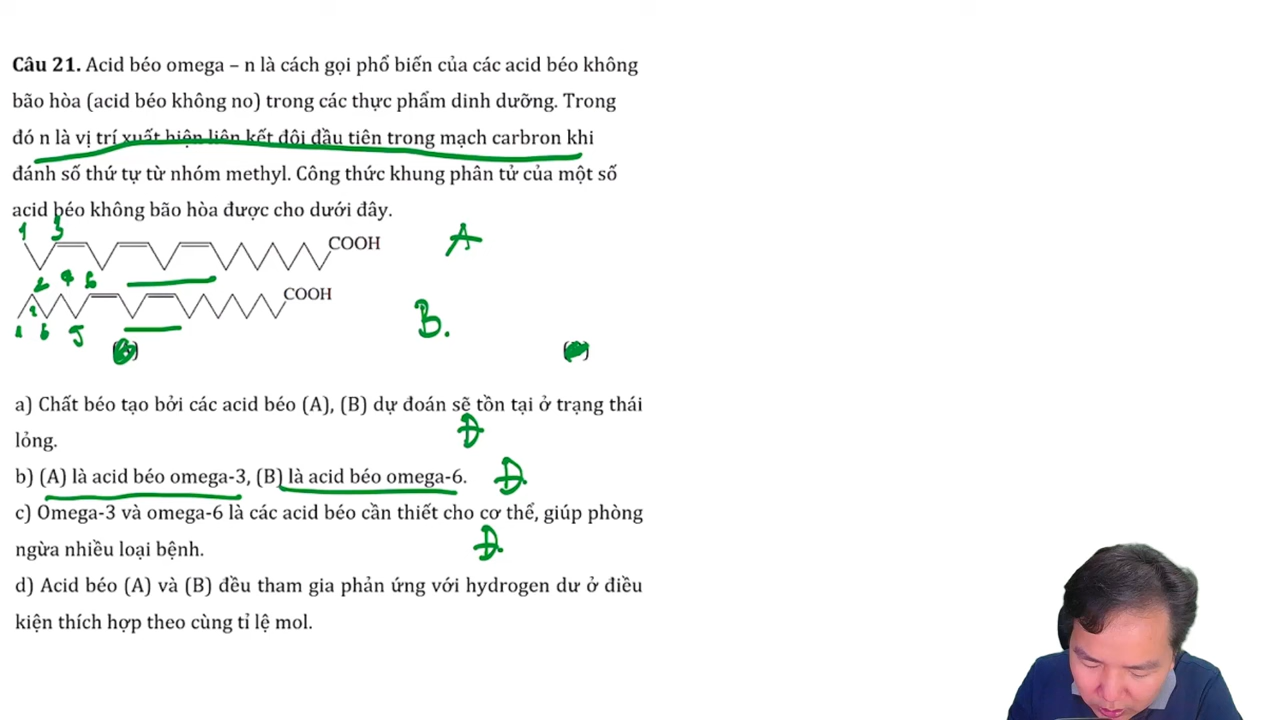 Câu 21. Acid béo omega – n là cách gọi phổ biến của các acid béo không
bão hòa (acid béo không no) trong các thực phẩm dinh dưỡng. Trong
đó n là vị trí xuất hiện liên kết đôi đầu tiên trong mạch carbron khi
đánh số thứ tự từ nhóm methyl. Công thức khung phân tử của một số
acid béo không bão hòa được cho dưới đây.
1 3
COOH
A
2 4 6
COOH
B.
1 5
a) Chất béo tạo bởi các acid béo (A), (B) dự đoán sẽ tồn tại ở trạng thái
lỏng.
Đ
b) (A) là acid béo omega-3, (B) là acid béo omega-6. Đ
c) Omega-3 và omega-6 là các acid béo cần thiết cho cơ thể, giúp phòng
ngừa nhiều loại bệnh. Đ
d) Acid béo (A) và (B) đều tham gia phản ứng với hydrogen dư ở điều
kiện thích hợp theo cùng tỉ lệ mol.